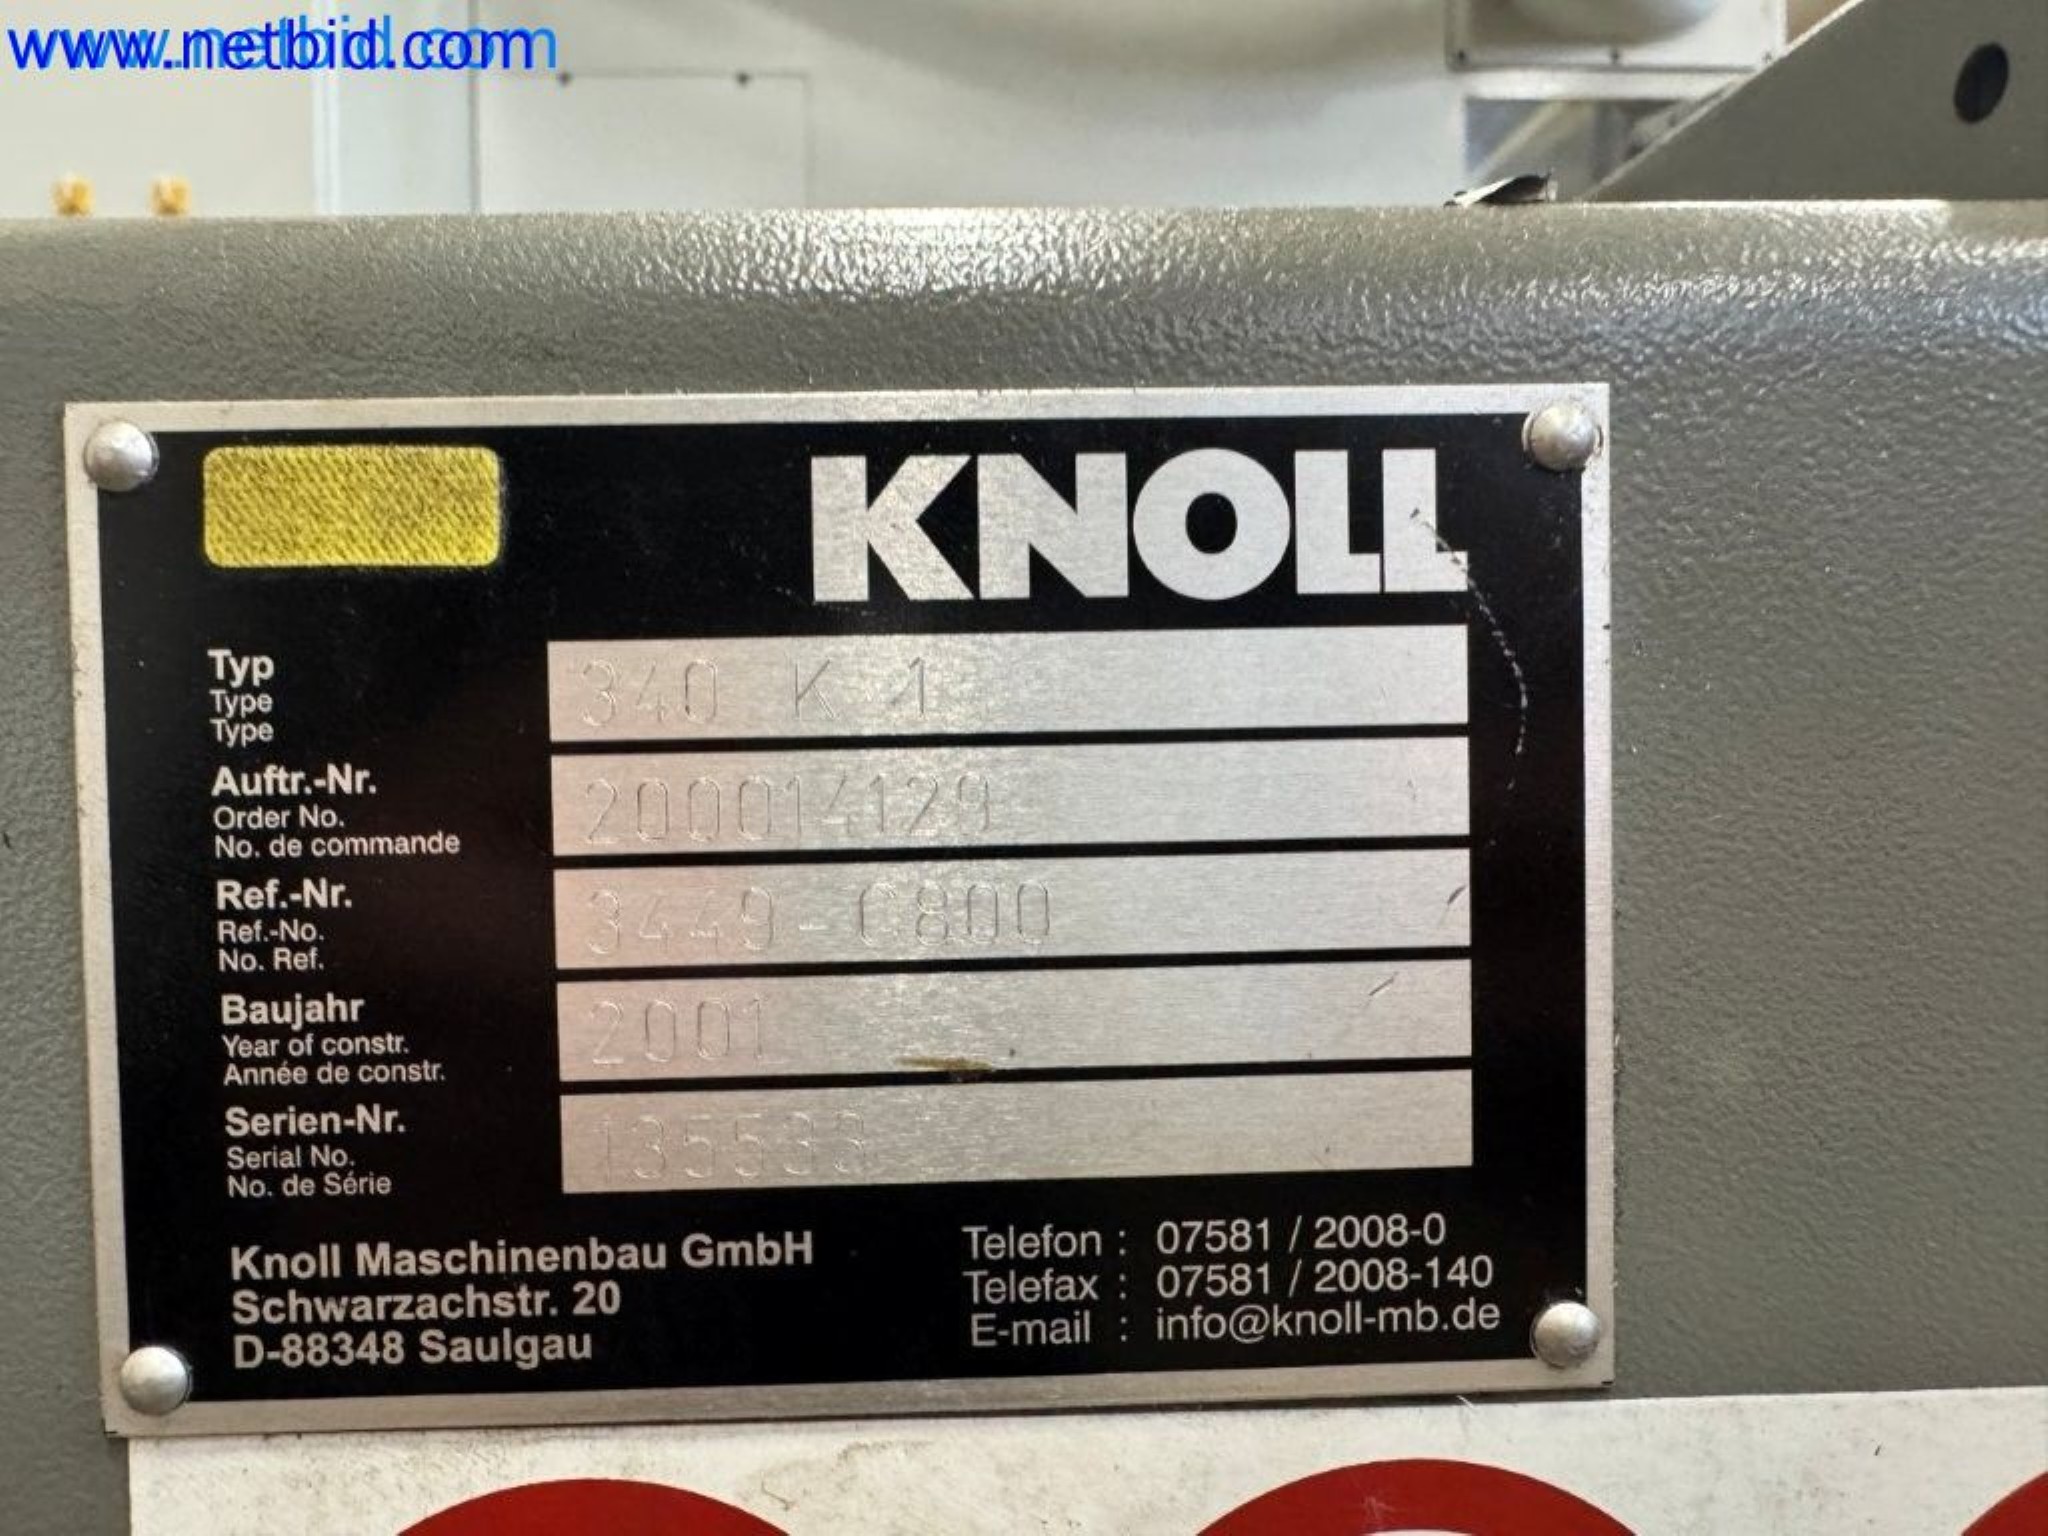 www.netbid.com
KNOLL
Typ
Type
Type
340 K 1
Auftr.-Nr.
Order No.
No. de commande
200014129
Ref.-Nr.
Ref.-No.
No. Ref.
3449-C800
Baujahr
Year of constr.
Année de constr.
2001
Serien-Nr.
Serial No.
No. de Série
135533
Knoll Maschinenbau GmbH
Schwarzachstr. 20
D-88348 Saulgau
Telefon : 07581 / 2008-0
Telefax : 07581 / 2008-140
E-mail : info@knoll-mb.de